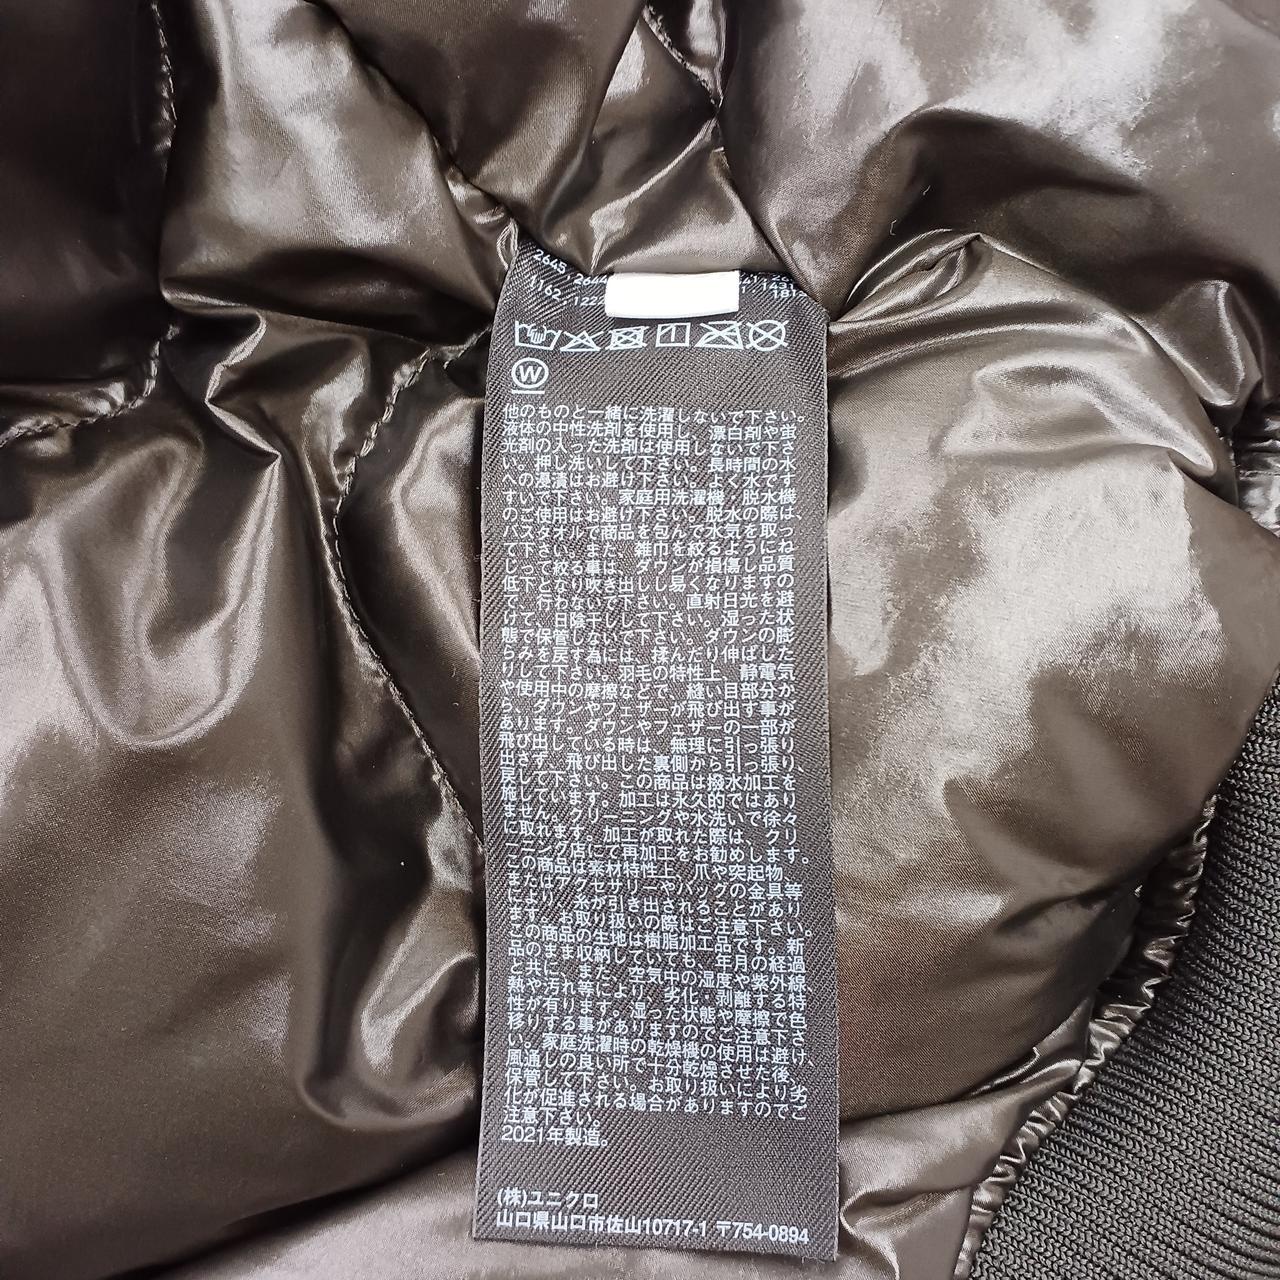 2645
1162
W
他のものと一緒に洗濯しないで下さい。
液体の中性洗剤を使用し、漂白剤や蛍
光剤の入った洗剤は使用しないで下さ
い。押し洗いして下さい。長時間の水
への浸漬はお避け下さい。よく水です
すいで下さい。家庭用洗濯機／脱水機
のご使用はお避け下さい。脱水の際は、
バスタオルで商品を包んで水気を取っ
て下さい。また、雑巾を絞るようにね
じって絞る事は、ダウンが損傷し品質
低下となり吹き出しし易くなりますの
で、行わないで下さい。直射日光を避
けて、日陰干しして下さい。湿った状
態で保管しないで下さい。ダウンの膨
らみを戻す為には、揉んだり伸ばした
りして下さい。羽毛の特性上、静電気
や使用中の摩擦などで、縫い目部分か
ら、ダウンやフェザーが飛び出す事が
あります。ダウンやフェザーの一部が
飛び出している時は、無理に引っ張り
出さず、飛び出した裏側から引っ張り、
戻して下さい。この商品は撥水加工を
施しています。加工は永久的ではあり
ません。クリーニングや水洗いで徐々
に取れます。加工が取れた際は、クリ
ーニング店にて再加工をお勧めします。
この商品は素材特性上、爪や突起物、
またはアクセサリーやバッグの金具等
により、糸が引き出されることがあり
ます。お取り扱いの際はご注意下さい。
この商品の生地は樹脂加工品です。新
品のまま収納していても、年月の経過
と共に、また、空気中の湿度や紫外線、
熱や汚れ等により、劣化・剥離する特
性が有ります。湿った状態や摩擦で色
移りする事がありますのでご注意下さ
い。家庭洗濯時の乾燥機の使用は避け、
風通しの良い所で十分乾燥させた後、
保管して下さい。お取り扱いにより劣
化が促進される場合がありますのでご
注意下さい。
2021年製造。
(株)ユニクロ
山口県山口市佐山10717-1 〒754-0894